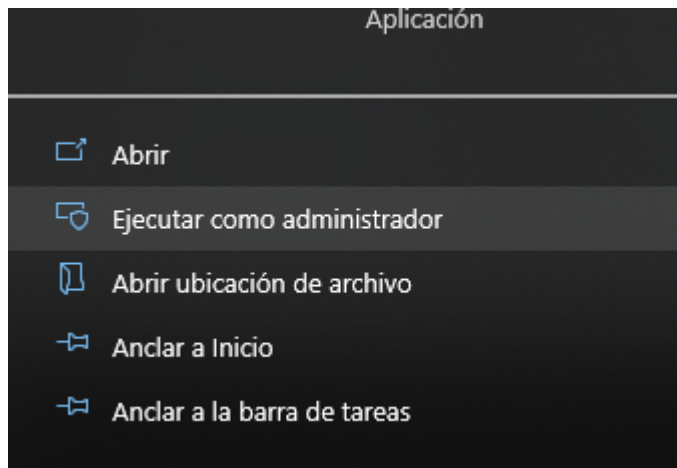 Aplicación
Abrir
Ejecutar como administrador
Abrir ubicación de archivo
Anclar a Inicio
Anclar a la barra de tareas